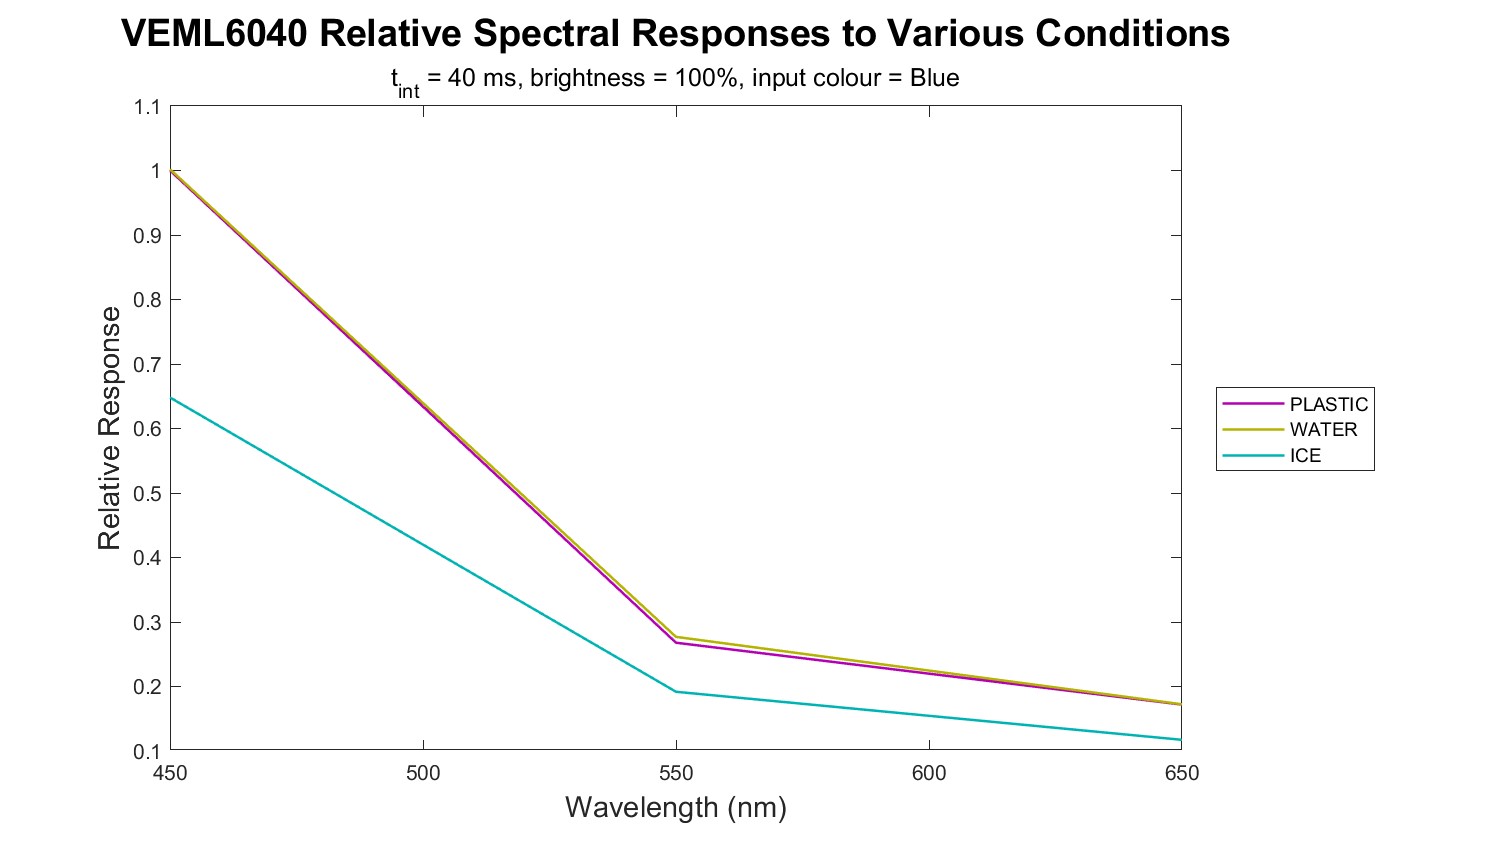 VEML6040 Relative Spectral Responses to Various Conditions
t_int = 40 ms, brightness = 100%, input colour = Blue
1.1
1
0.9
0.8
0.7
0.6
0.5
0.4
0.3
0.2
0.1
Relative Response
450 500 550 600 650
Wavelength (nm)
PLASTIC
WATER
ICE